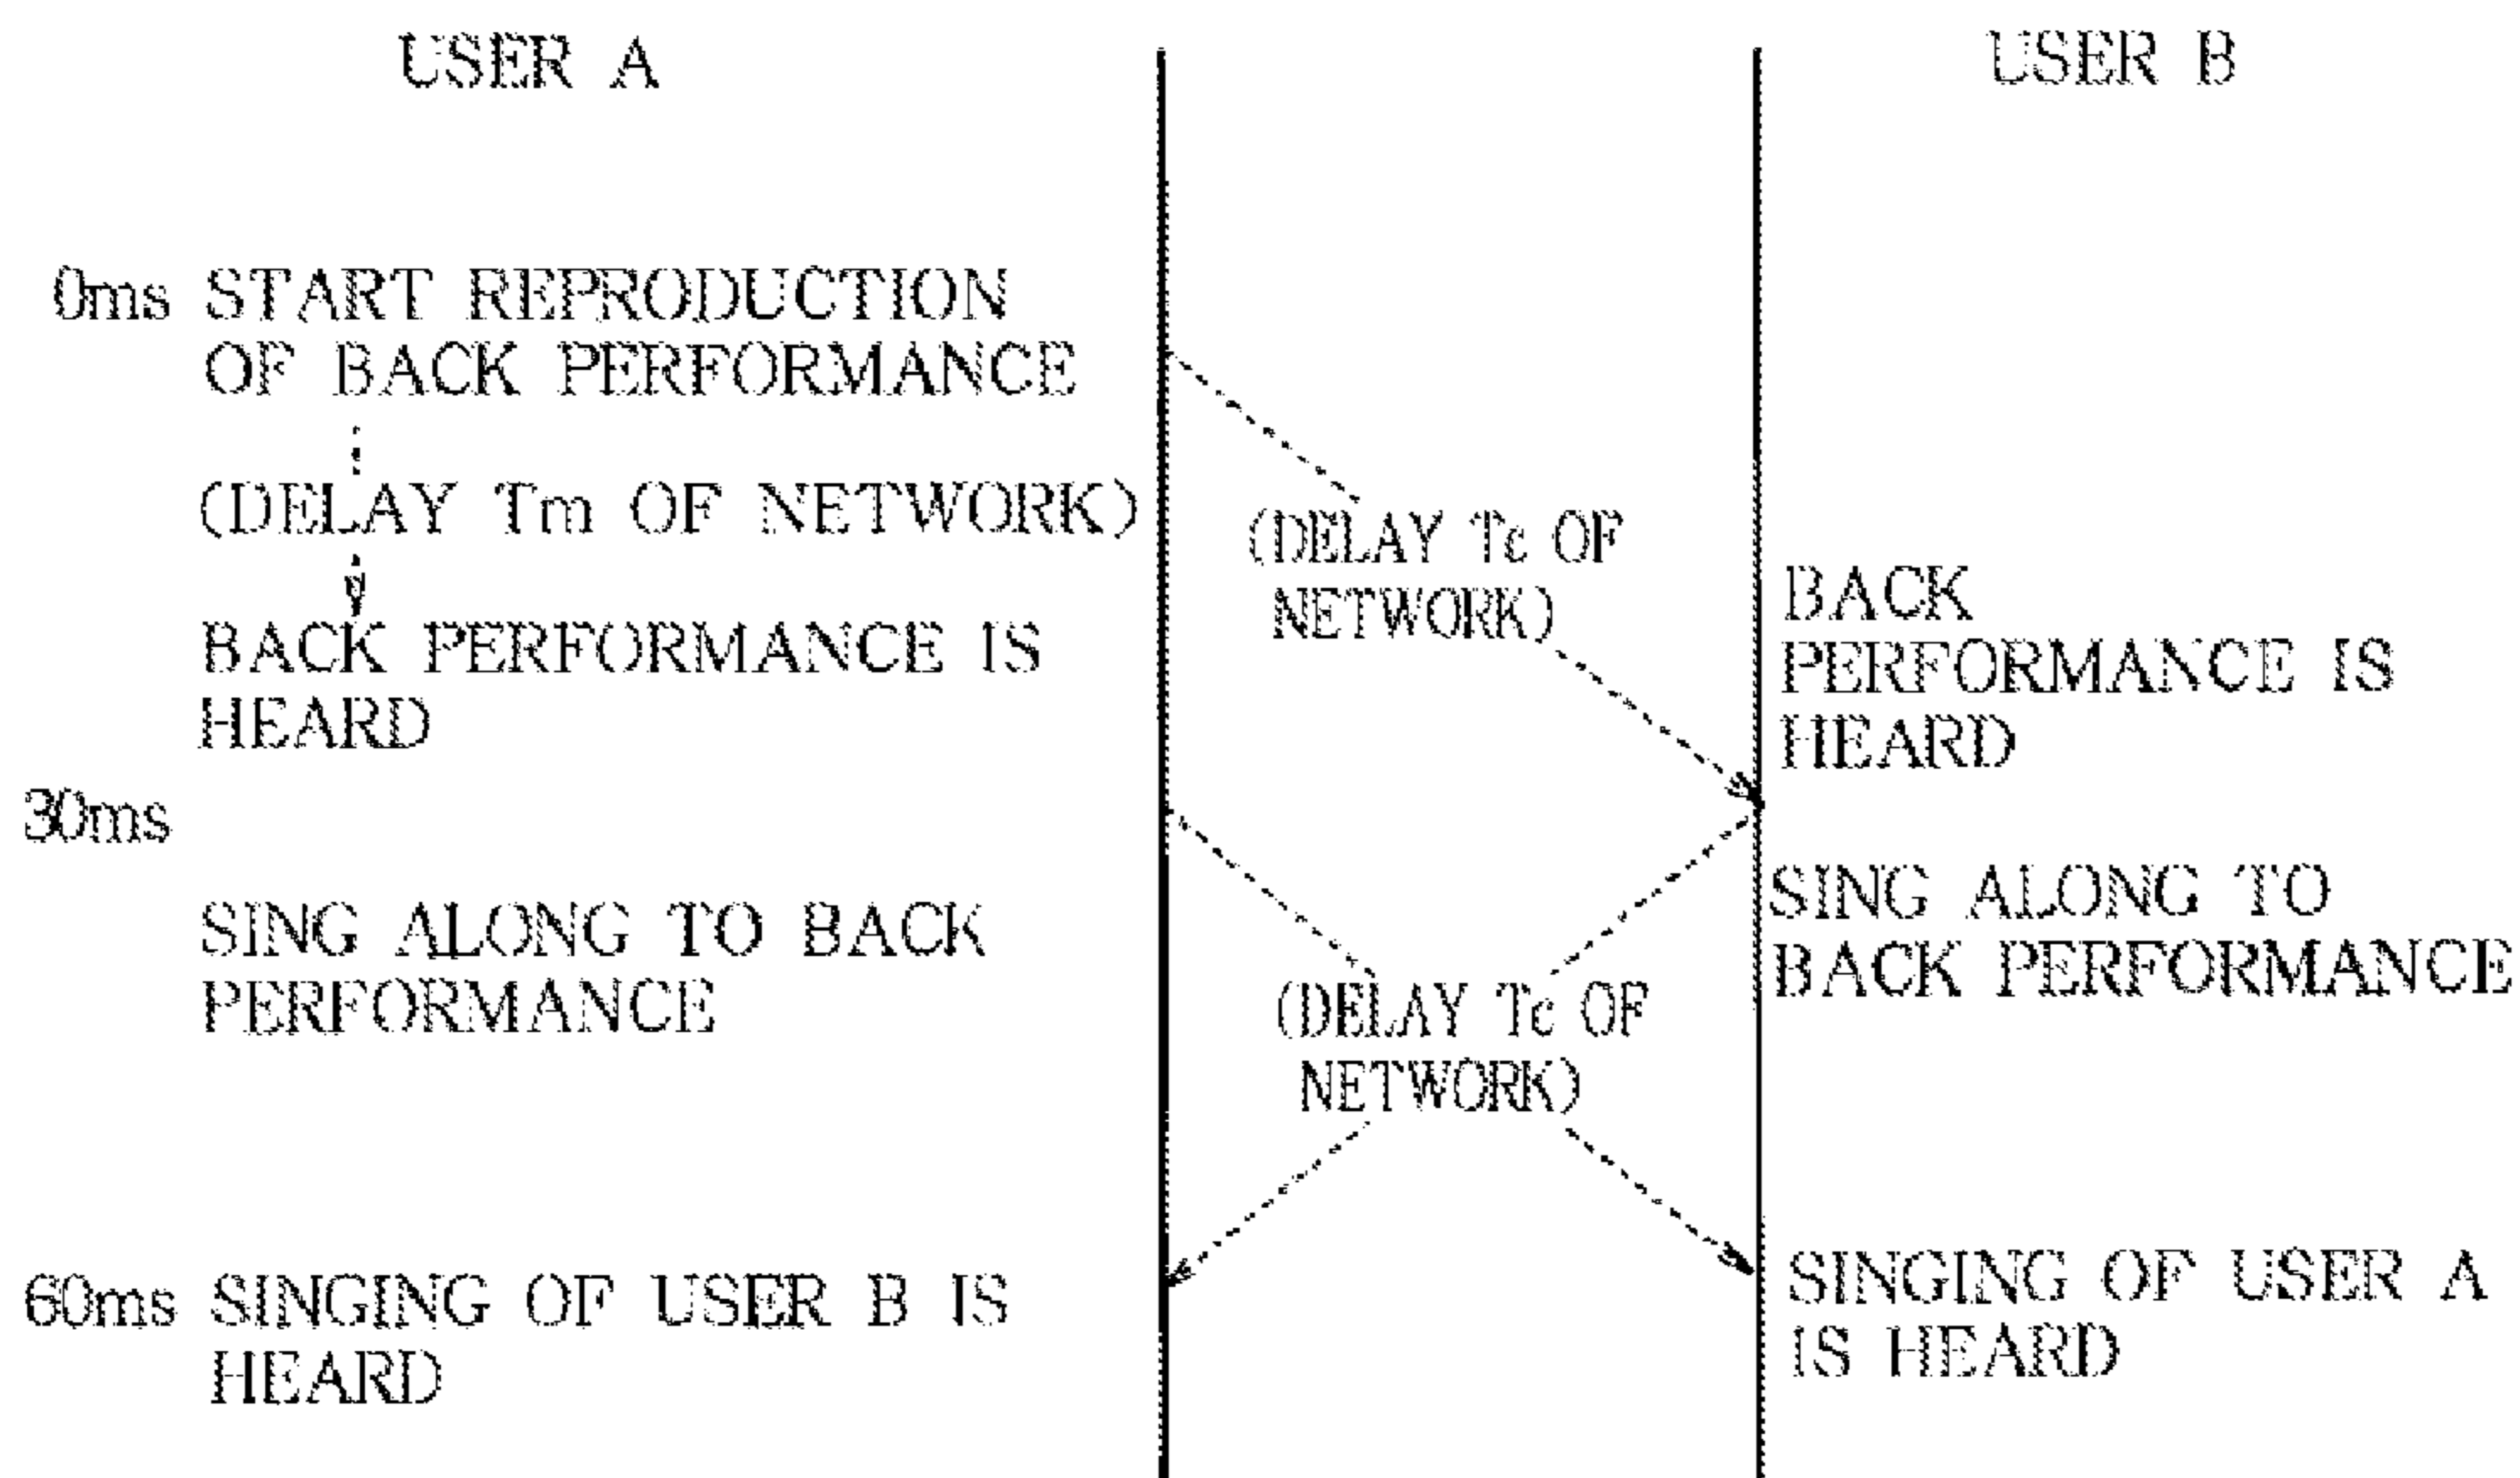 USER A
USER B
0ms START REPRODUCTION
OF BACK PERFORMANCE
(DELAY Tm OF NETWORK)
BACK PERFORMANCE IS
HEARD
(DELAY Tc OF
NETWORK)
BACK
PERFORMANCE IS
HEARD
30ms
SING ALONG TO BACK
PERFORMANCE
SING ALONG TO
BACK PERFORMANCE
(DELAY Tc OF
NETWORK)
60ms SINGING OF USER B IS
HEARD
SINGING OF USER A
IS HEARD